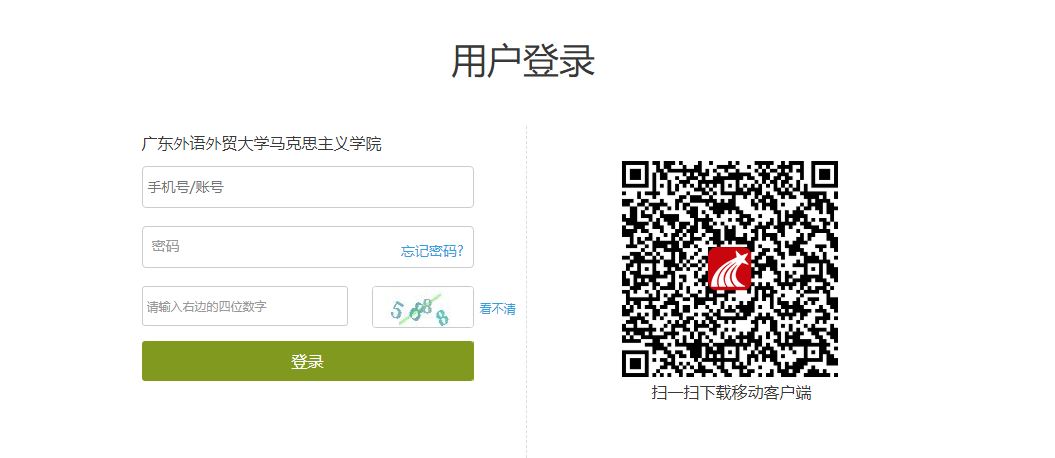 用户登录
广东外语外贸大学马克思主义学院
手机号/账号
密码
忘记密码?
请输入右边的四位数字
5688
看不清
登录
扫一扫下载移动客户端